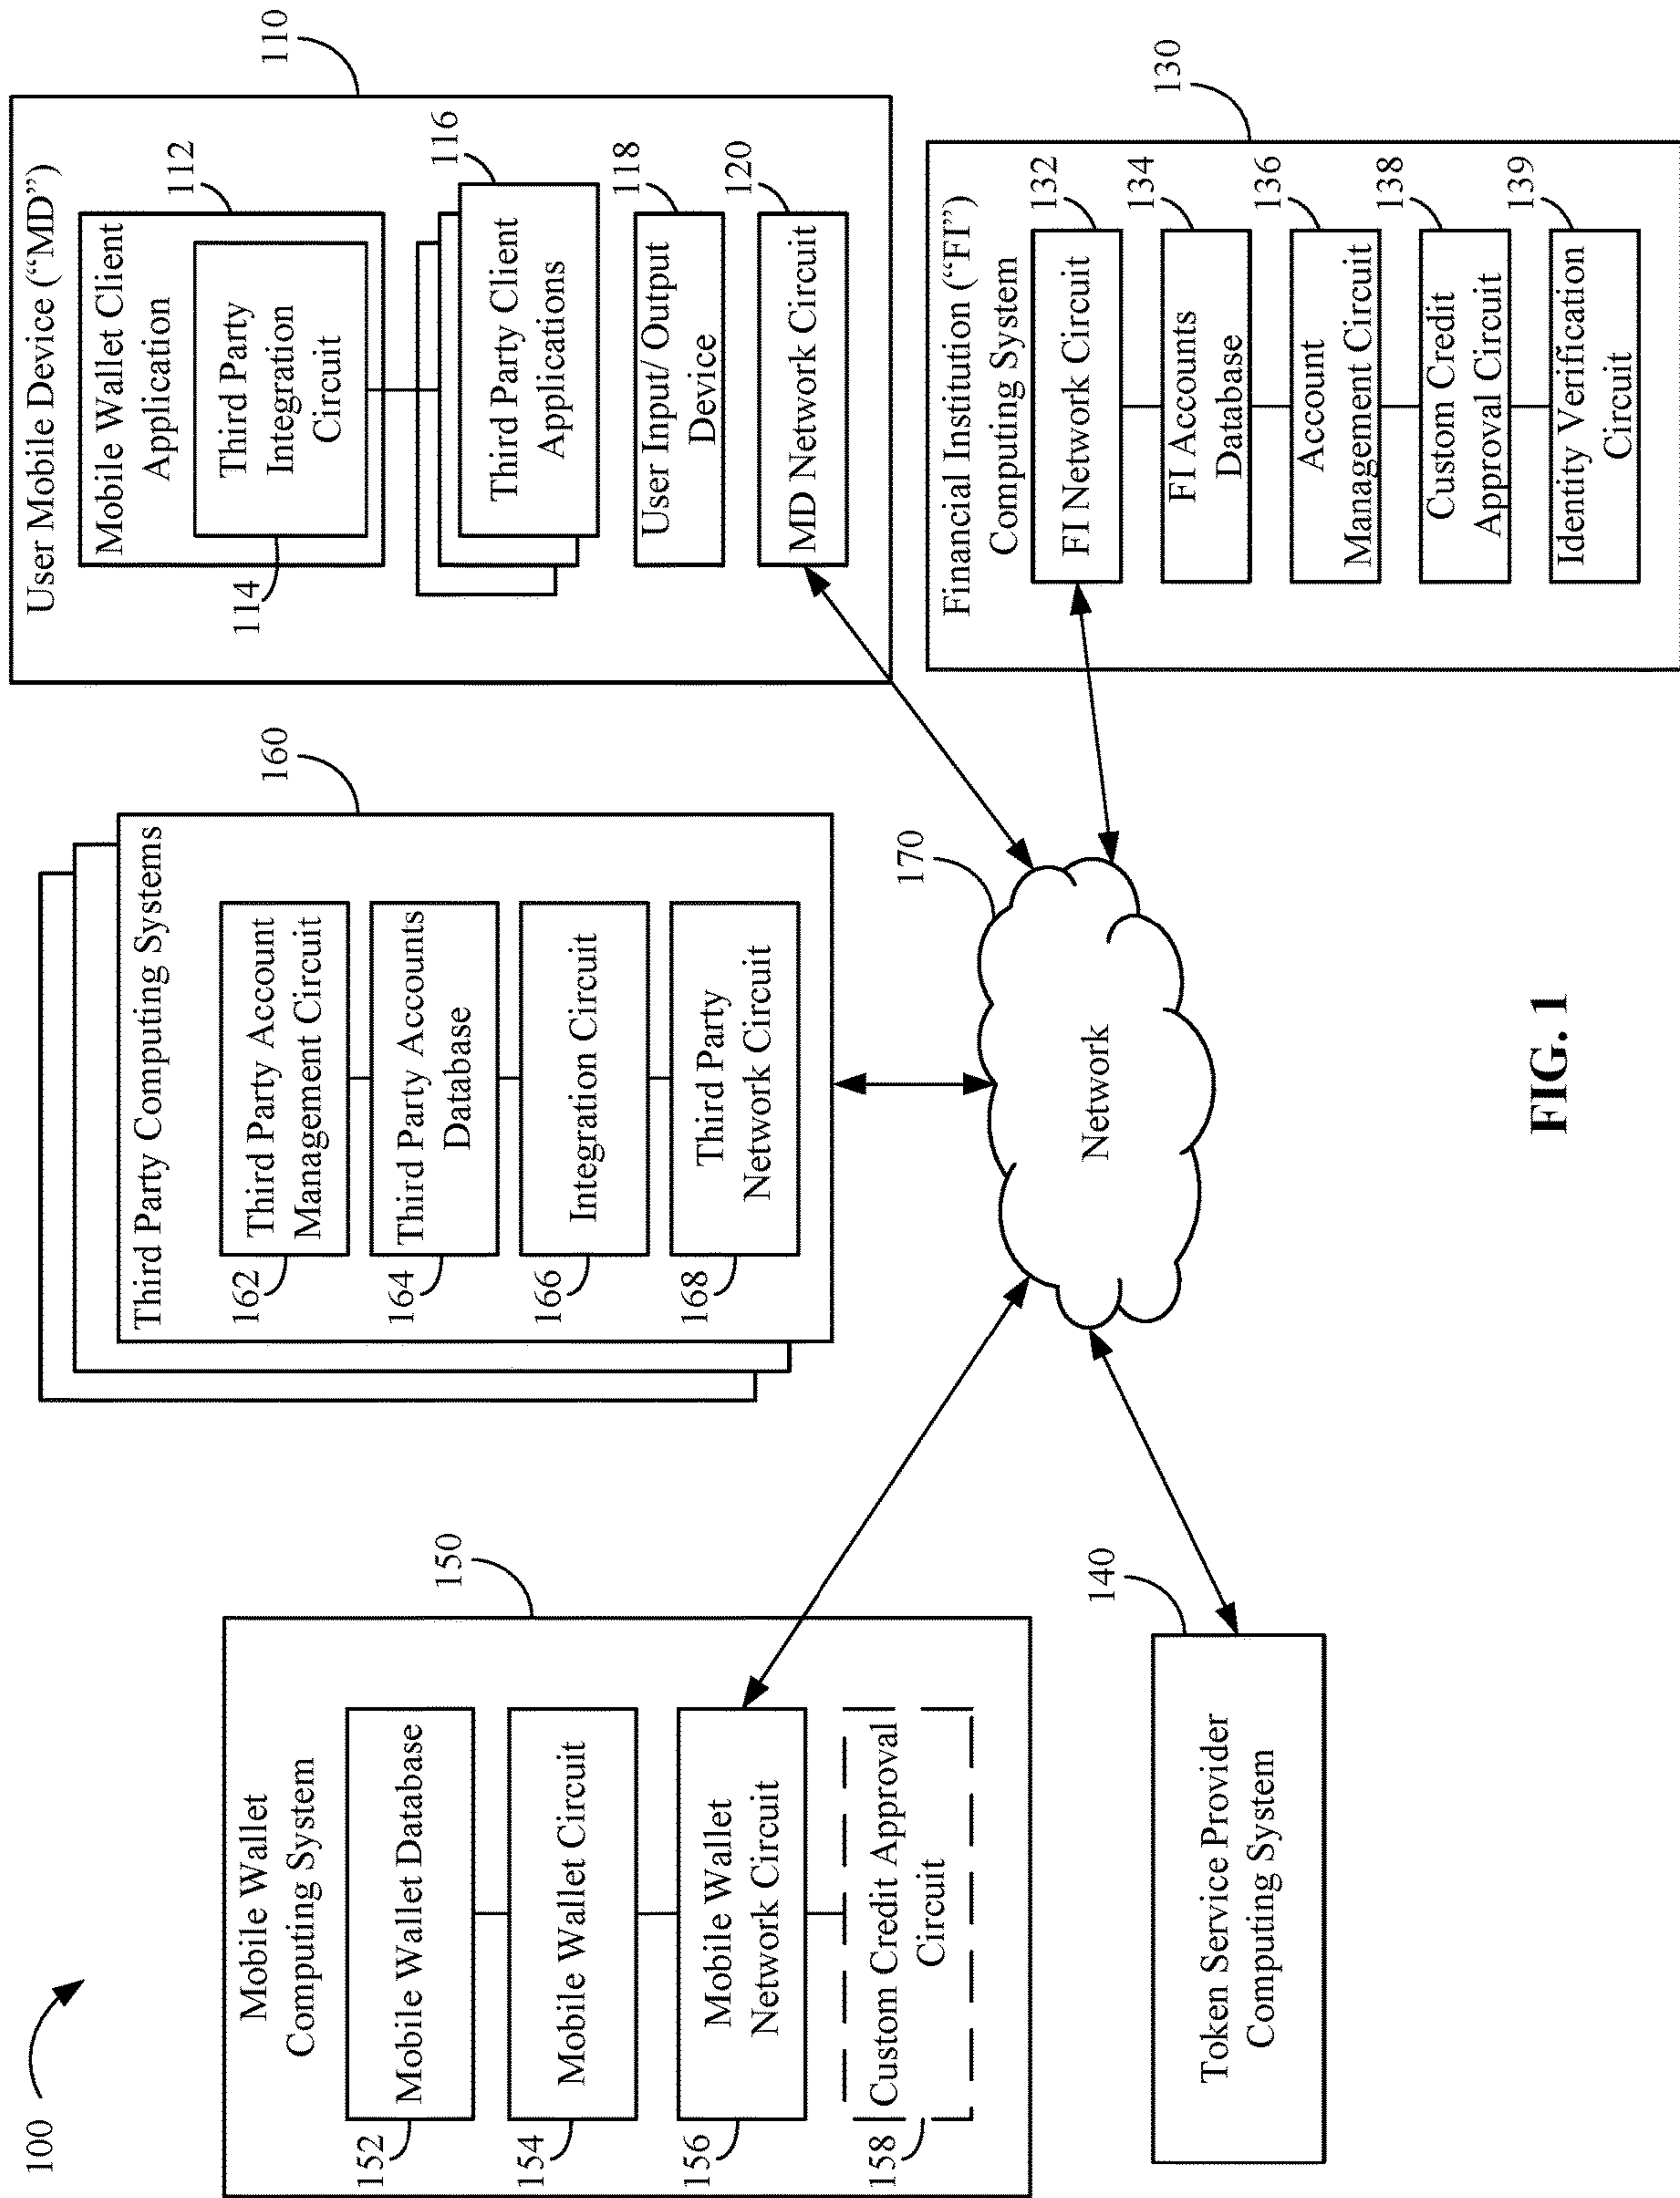 100
Mobile Wallet
Computing System
150
Mobile Wallet Database
152
Mobile Wallet Circuit
154
Mobile Wallet
Network Circuit
156
Custom Credit Approval
Circuit
158
Token Service Provider
Computing System
140
Third Party Computing Systems
160
Third Party Account
Management Circuit
162
Third Party Accounts
Database
164
Integration Circuit
166
Third Party
Network Circuit
168
Network
170
User Mobile Device (“MD”)
110
Mobile Wallet Client
Application
112
Third Party
Integration
Circuit
114
Third Party Client
Applications
116
User Input/ Output
Device
118
MD Network Circuit
120
Financial Institution (“FI”)
Computing System
130
FI Network Circuit
132
FI Accounts
Database
134
Account
Management Circuit
136
Custom Credit
Approval Circuit
138
Identity Verification
Circuit
139
FIG. 1